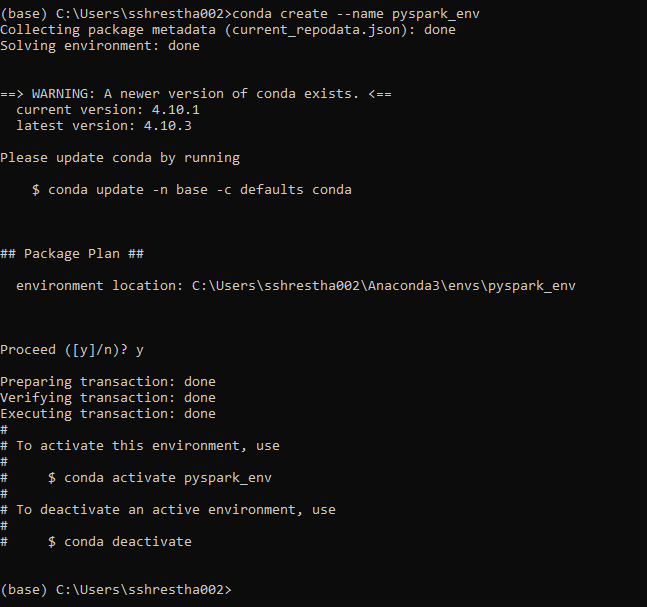 (base) C:\Users\sshrestha002>conda create --name pyspark_env
Collecting package metadata (current_repodata.json): done
Solving environment: done
==> WARNING: A newer version of conda exists. <==
current version: 4.10.1
latest version: 4.10.3
Please update conda by running
$ conda update -n base -c defaults conda
## Package Plan ##
environment location: C:\Users\sshrestha002\Anaconda3\envs\pyspark_env
Proceed ([y]/n)? y
Preparing transaction: done
Verifying transaction: done
Executing transaction: done
#
# To activate this environment, use
#
#     $ conda activate pyspark_env
#
# To deactivate an active environment, use
#
#     $ conda deactivate
(base) C:\Users\sshrestha002>